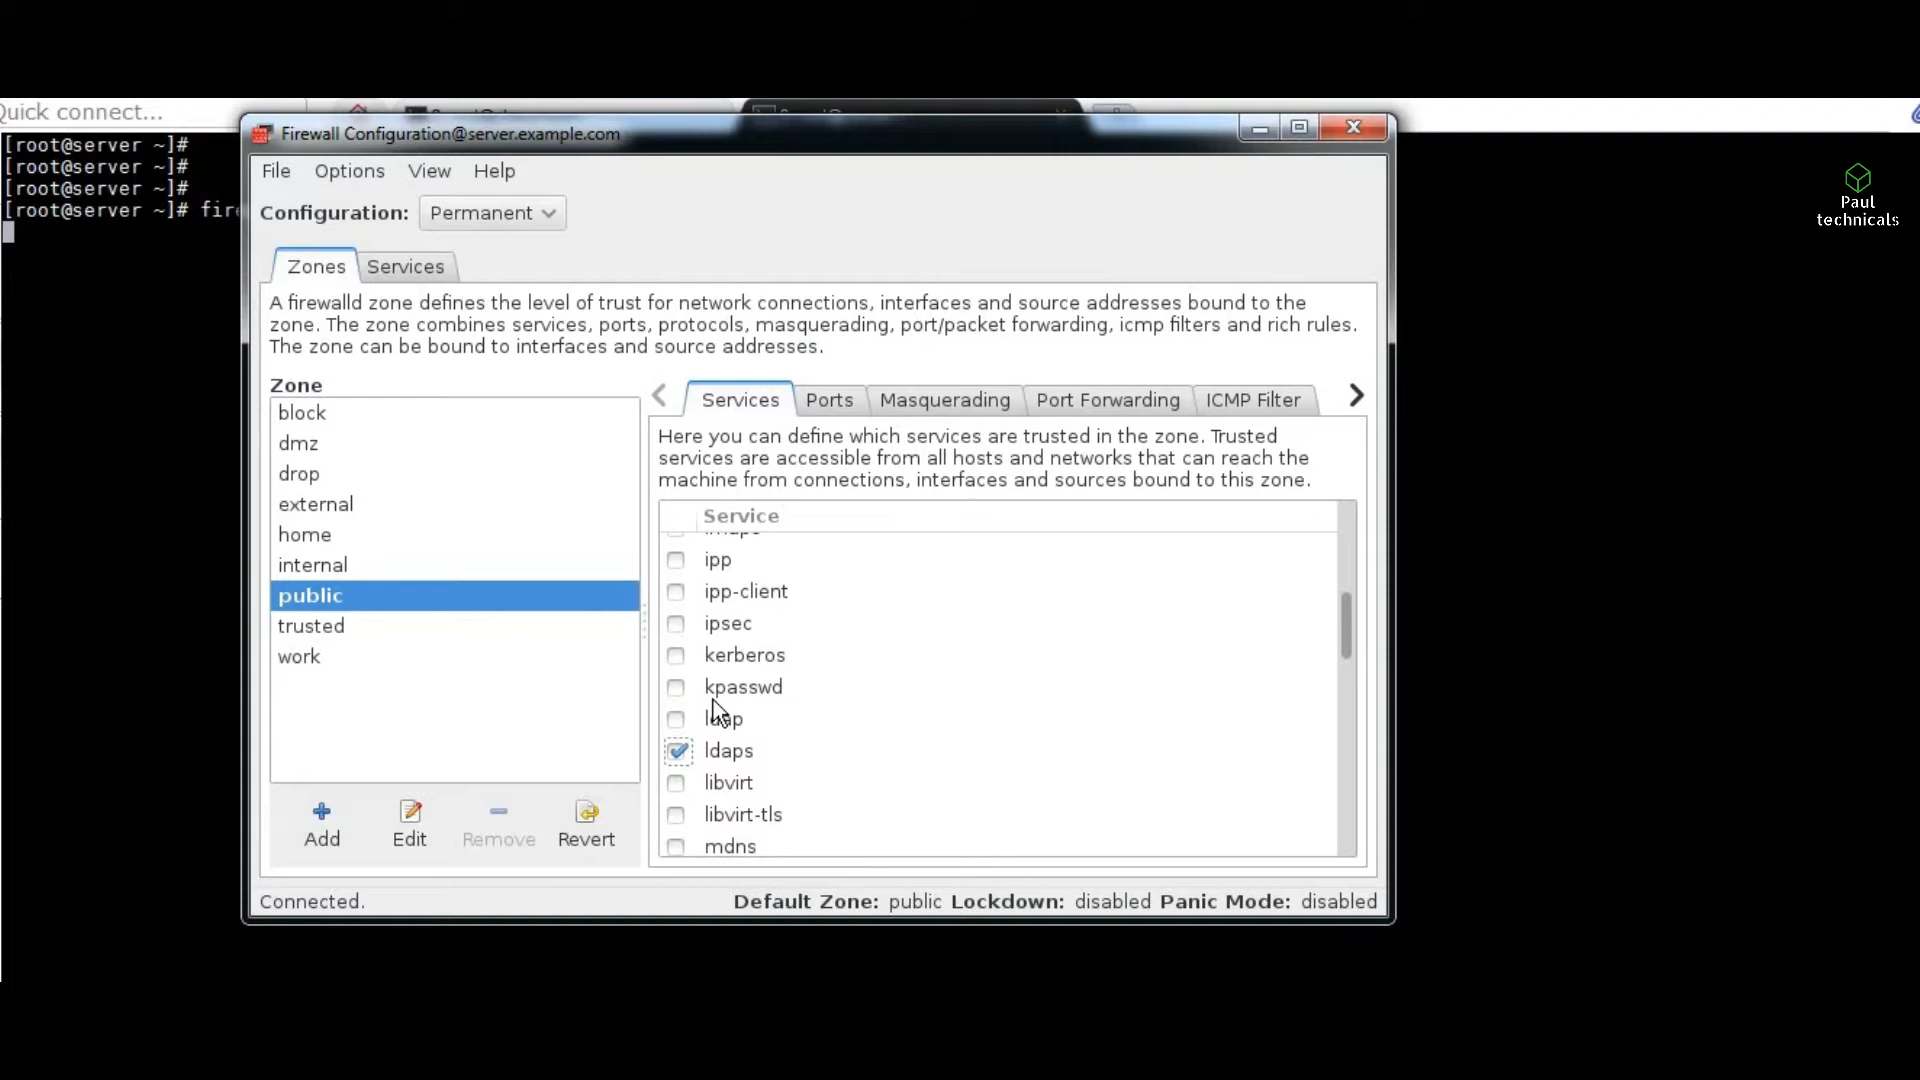 Quick connect...
Firewall Configuration@server.example.com
[root@server ~]#
[root@server ~]#
[root@server ~]#
[root@server ~]# fire
File Options View Help
Configuration: Permanent
Paul
technicals
Zones Services
A firewalld zone defines the level of trust for network connections, interfaces and source addresses bound to the
zone. The zone combines services, ports, protocols, masquerading, port/packet forwarding, icmp filters and rich rules.
The zone can be bound to interfaces and source addresses.
Zone
block
dmz
drop
external
home
internal
public
trusted
work
Add Edit Remove Revert
Services Ports Masquerading Port Forwarding ICMP Filter
Here you can define which services are trusted in the zone. Trusted
services are accessible from all hosts and networks that can reach the
machine from connections, interfaces and sources bound to this zone.
Service
ipp
ipp-client
ipsec
kerberos
kpasswd
ldap
ldaps
libvirt
libvirt-tls
mdns
Connected.
Default Zone: public Lockdown: disabled Panic Mode: disabled